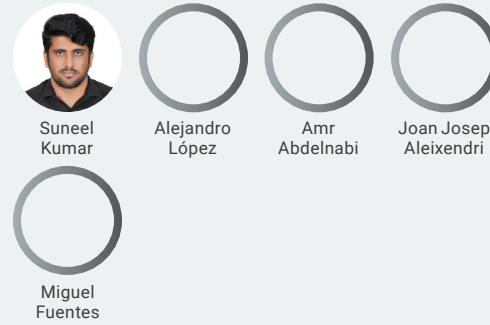 Suneel
Kumar
Alejandro
López
Amr
Abdelnabi
Joan Josep
Aleixendri
Miguel
Fuentes